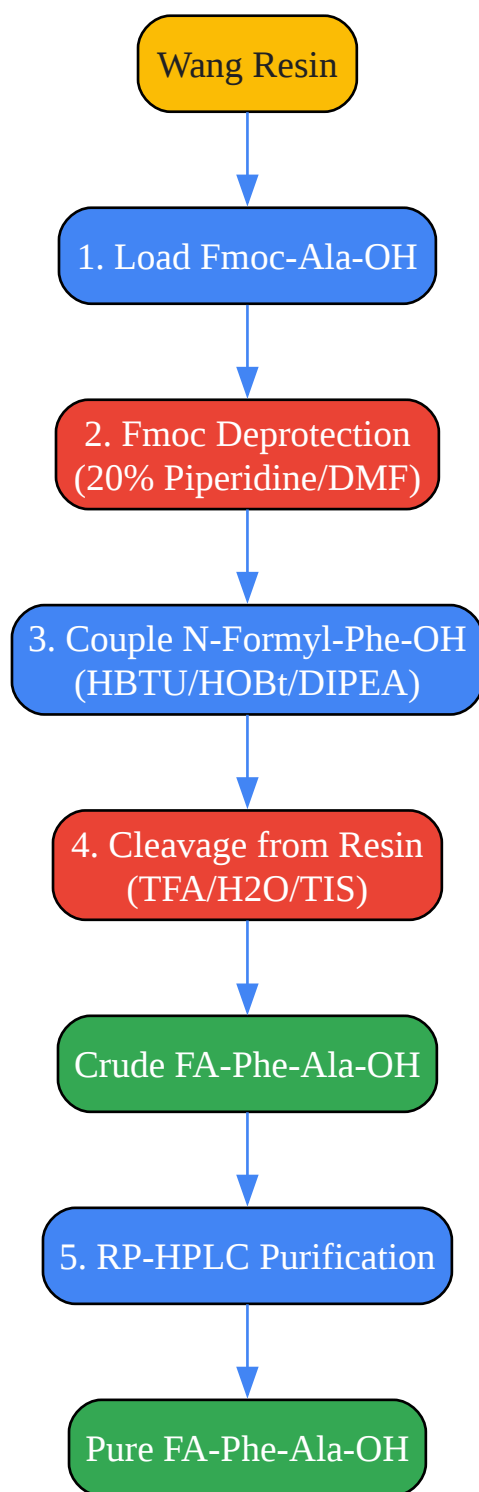 Wang Resin
1. Load Fmoc-Ala-OH
2. Fmoc Deprotection
(20% Piperidine/DMF)
3. Couple N-Formyl-Phe-OH
(HBTU/HOBt/DIPEA)
4. Cleavage from Resin
(TFA/H2O/TIS)
Crude FA-Phe-Ala-OH
5. RP-HPLC Purification
Pure FA-Phe-Ala-OH